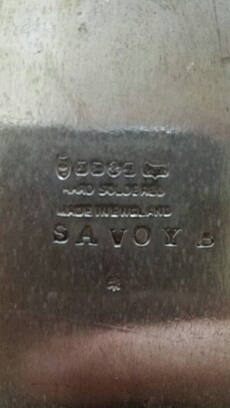 HARD SOLDERED
MADE IN ENGLAND
SAVOY B